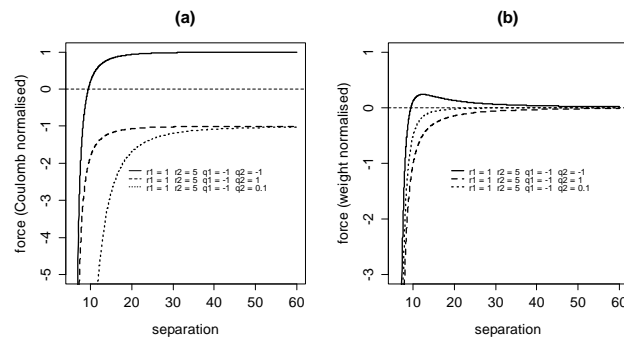 (a)
force (Coulomb normalised)
1
0
-1
-2
-3
-4
-5
r1 = 1 r2 = 5 q1 = -1 q2 = -1
r1 = 1 r2 = 5 q1 = -1 q2 = 1
r1 = 1 r2 = 5 q1 = -1 q2 = 0.1
10 20 30 40 50 60
separation
(b)
force (weight normalised)
1
0
-1
-2
-3
r1 = 1 r2 = 5 q1 = -1 q2 = -1
r1 = 1 r2 = 5 q1 = -1 q2 = 1
r1 = 1 r2 = 5 q1 = -1 q2 = 0.1
10 20 30 40 50 60
separation